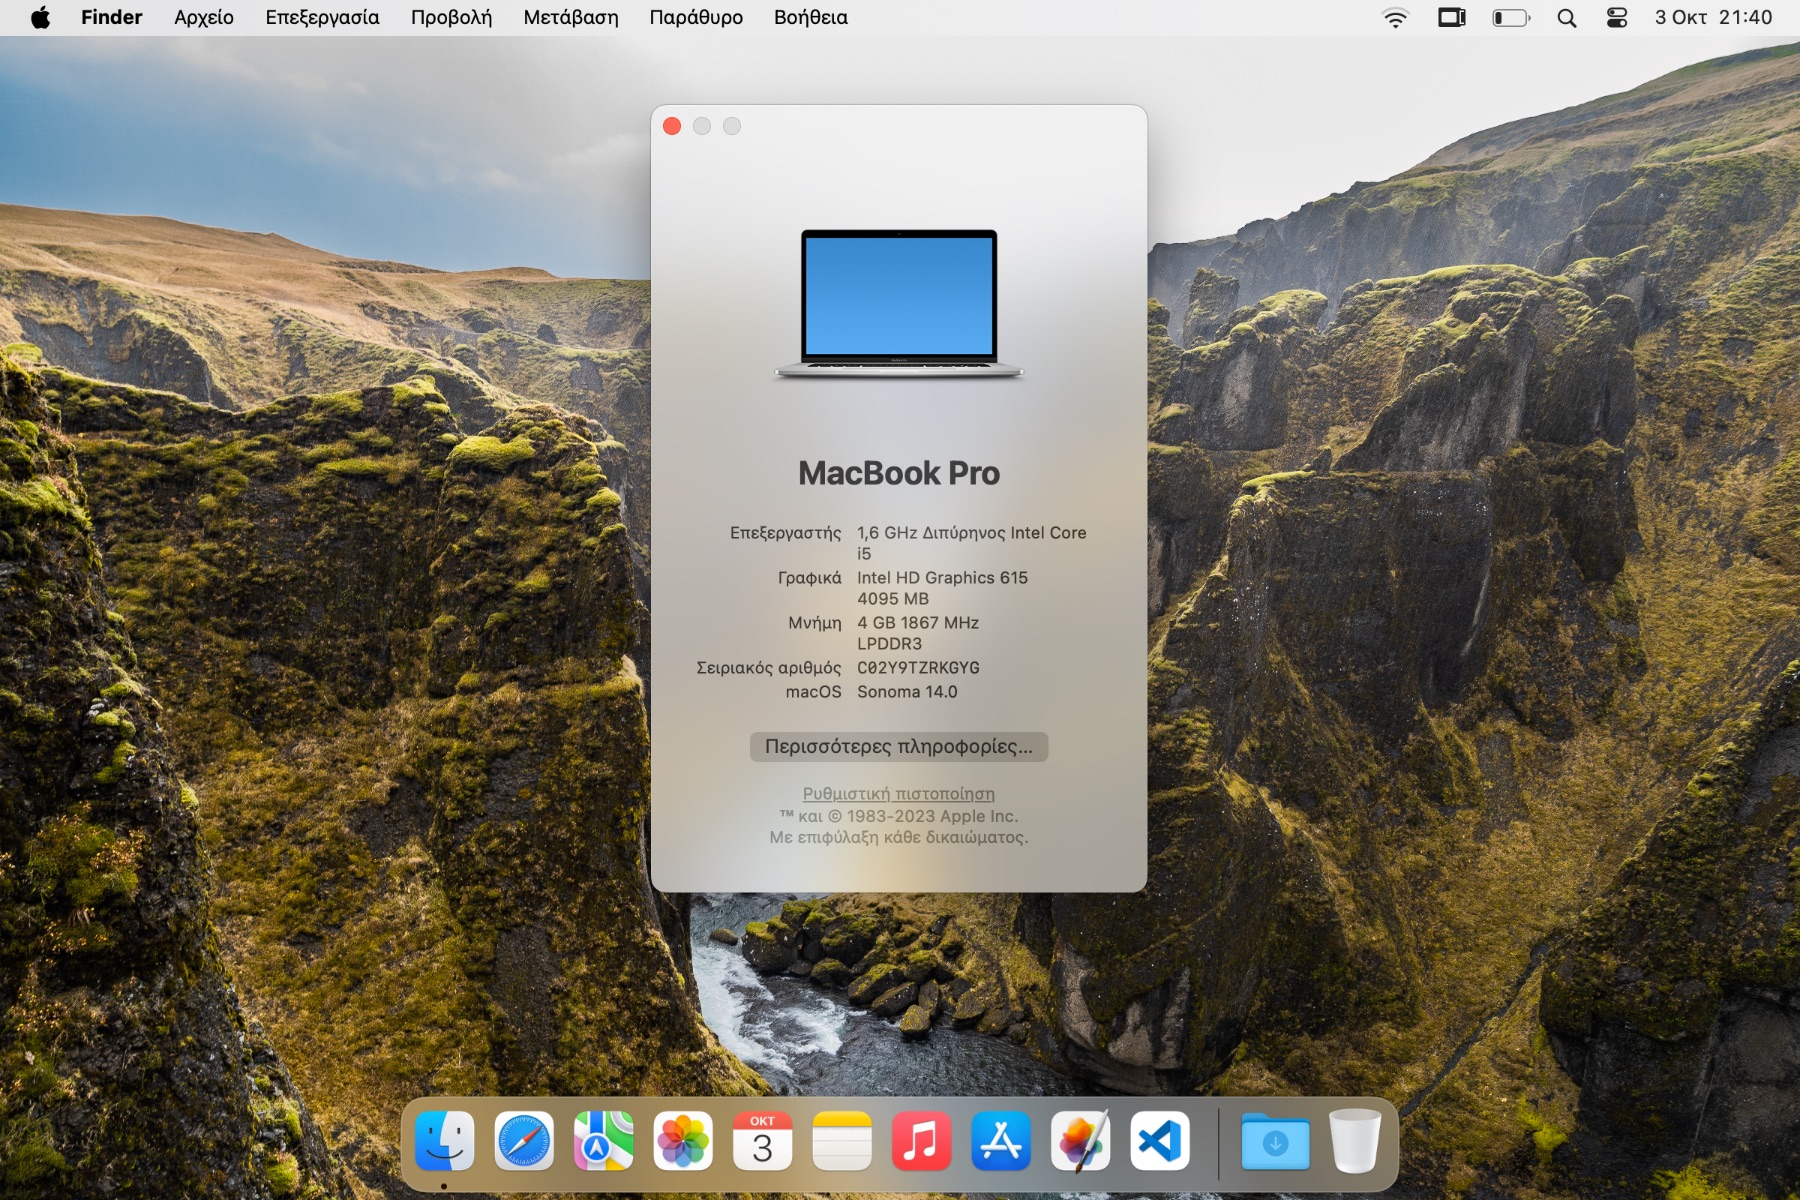 Finder Αρχείο Επεξεργασία Προβολή Μετάβαση Παράθυρο Βοήθεια 3 Οκτ 21:40
MacBook Pro
Επεξεργαστής 1,6 GHz Διπύρηνος Intel Core
i5
Γραφικά Intel HD Graphics 615
4095 MB
Μνήμη 4 GB 1867 MHz
LPDDR3
Σειριακός αριθμός C02Y9TZRKGYG
macOS Sonoma 14.0
Περισσότερες πληροφορίες...
Ρυθμιστική πιστοποίηση
™ και © 1983-2023 Apple Inc.
Με επιφύλαξη κάθε δικαιώματος.
ΟΚΤ
3